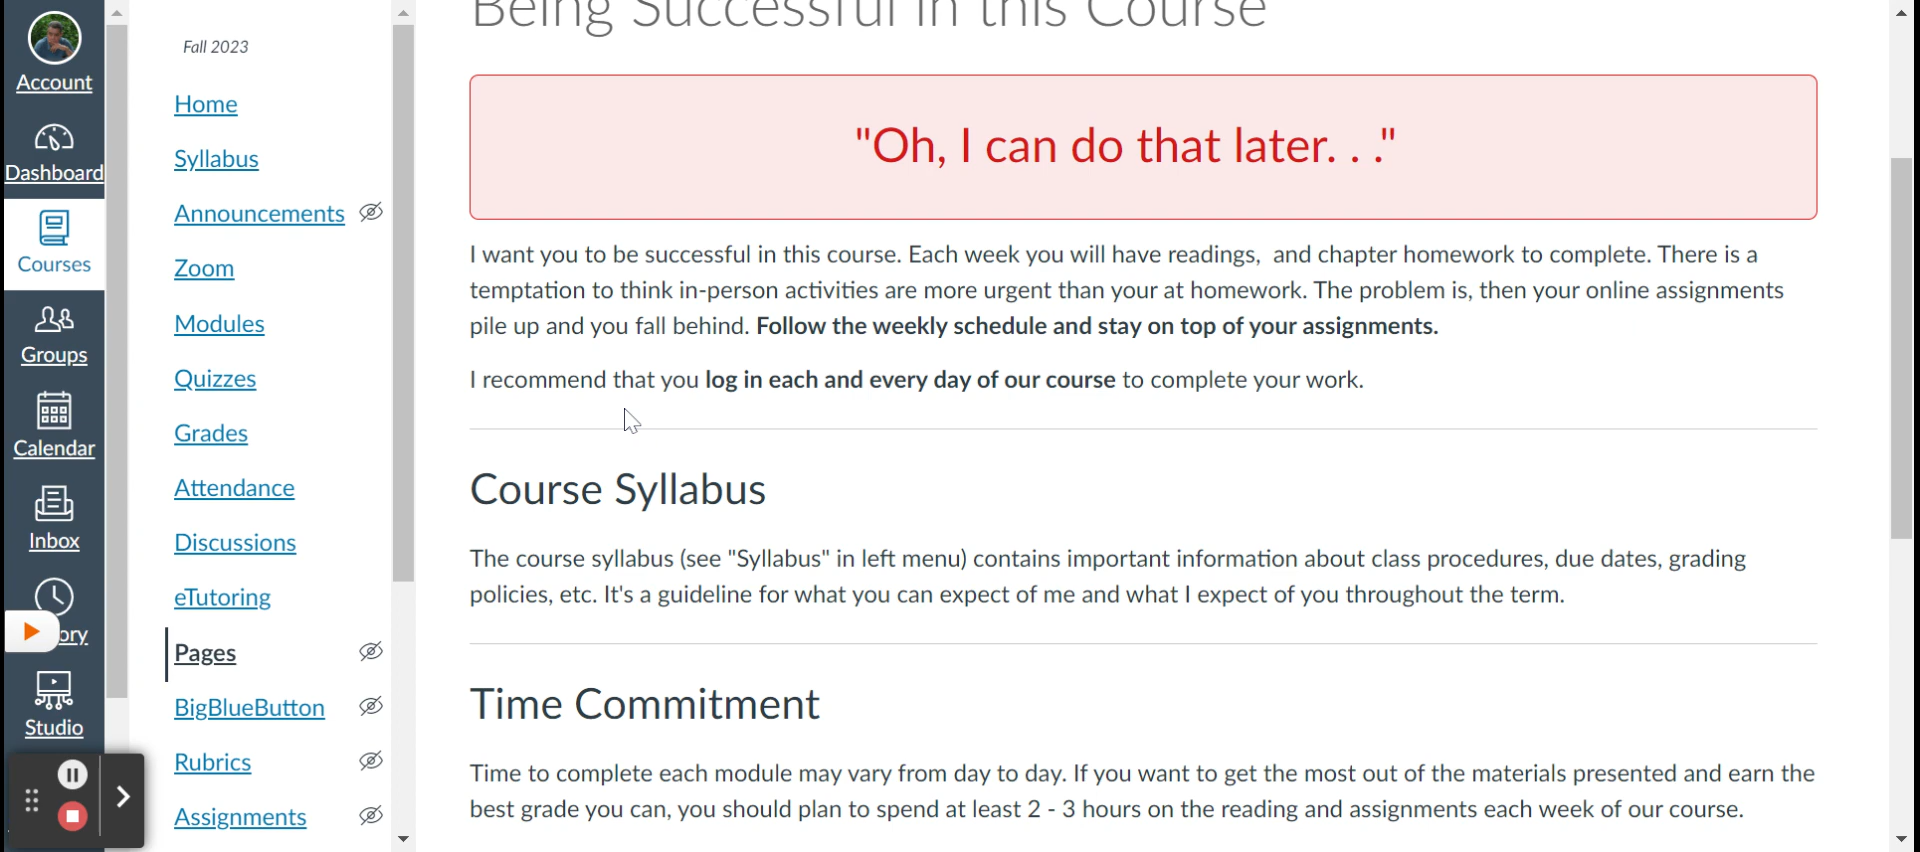 Account
Dashboard
Courses
Groups
Calendar
Inbox
ory
Studio
Fall 2023
Home
Syllabus
Announcements
Zoom
Modules
Quizzes
Grades
Attendance
Discussions
eTutoring
Pages
BigBlueButton
Rubrics
Assignments
Being Successful in this Course
"Oh, I can do that later. . ."
I want you to be successful in this course. Each week you will have readings,  and chapter homework to complete. There is a
temptation to think in-person activities are more urgent than your at homework. The problem is, then your online assignments
pile up and you fall behind. Follow the weekly schedule and stay on top of your assignments.
I recommend that you log in each and every day of our course to complete your work.
Course Syllabus
The course syllabus (see "Syllabus" in left menu) contains important information about class procedures, due dates, grading
policies, etc. It's a guideline for what you can expect of me and what I expect of you throughout the term.
Time Commitment
Time to complete each module may vary from day to day. If you want to get the most out of the materials presented and earn the
best grade you can, you should plan to spend at least 2 - 3 hours on the reading and assignments each week of our course.